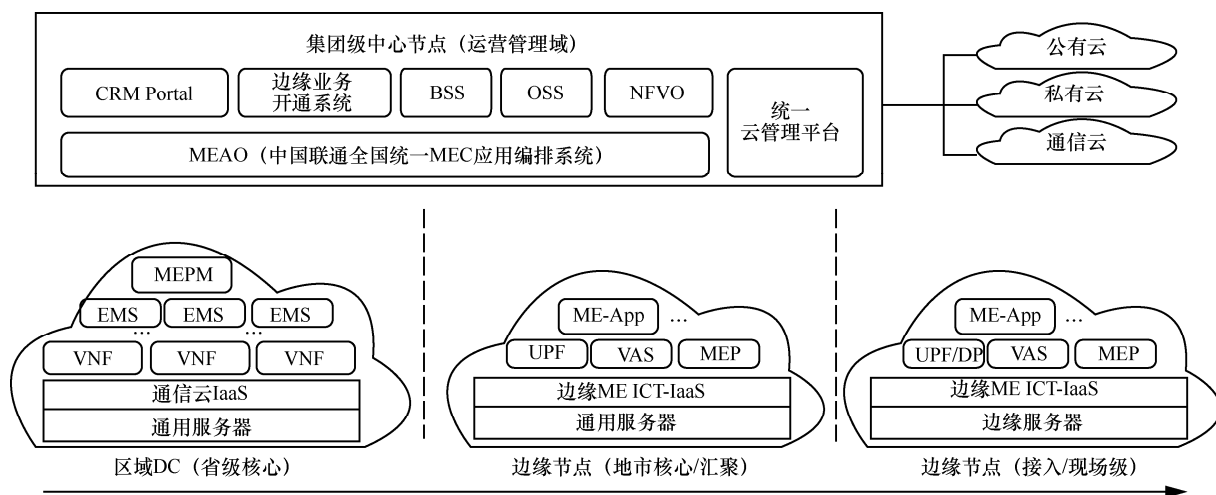 集团级中心节点（运营管理域）
CRM Portal
边缘业务
开通系统
BSS
OSS
NFVO
统一
云管理平台
MEAO（中国联通全国统一MEC应用编排系统）
公有云
私有云
通信云
MEPM
EMS
EMS
EMS
...
...
VNF
VNF
VNF
通信云IaaS
通用服务器
区域DC（省级核心）
ME-App
...
UPF
VAS
MEP
边缘ME ICT-IaaS
通用服务器
边缘节点（地市核心/汇聚）
ME-App
...
UPF/DP
VAS
MEP
边缘ME ICT-IaaS
边缘服务器
边缘节点（接入/现场级）